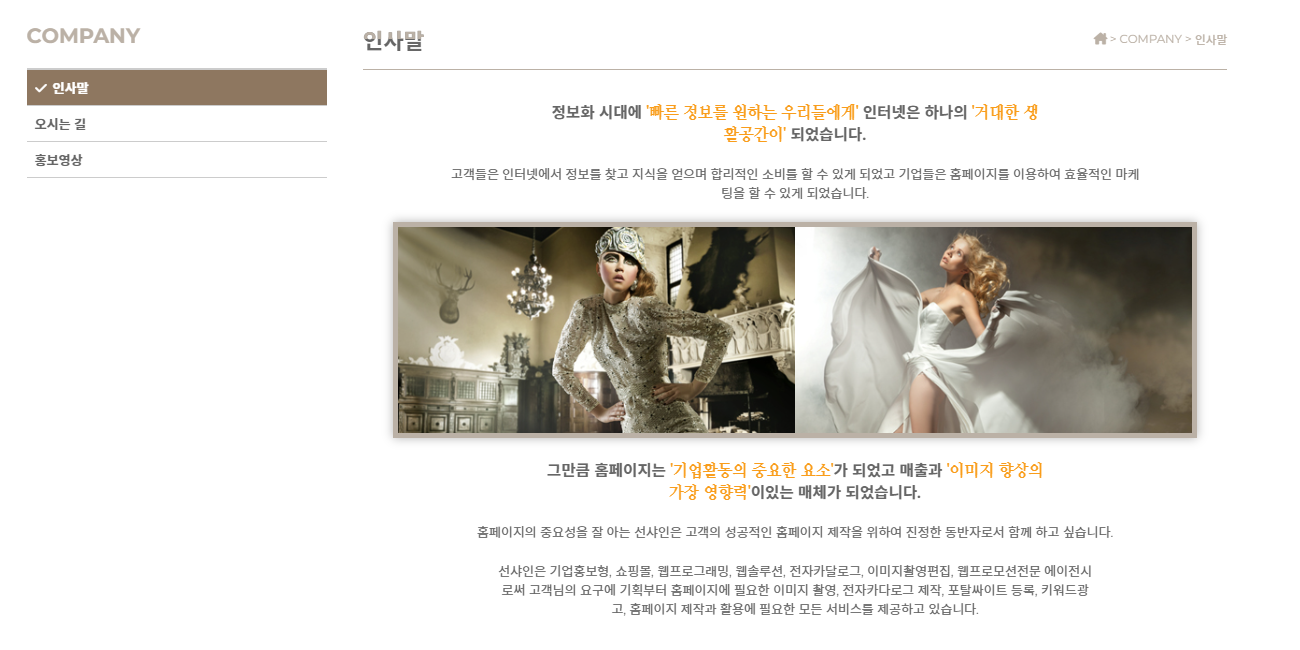 COMPANY
인사말
오시는 길
홍보영상
인사말
> COMPANY > 인사말
정보화 시대에 '빠른 정보를 원하는 우리들에게' 인터넷은 하나의 '거대한 생
활공간이' 되었습니다.
고객들은 인터넷에서 정보를 찾고 지식을 얻으며 합리적인 소비를 할 수 있게 되었고 기업들은 홈페이지를 이용하여 효율적인 마케
팅을 할 수 있게 되었습니다.
그만큼 홈페이지는 '기업활동의 중요한 요소'가 되었고 매출과 '이미지 향상의
가장 영향력'이있는 매체가 되었습니다.
홈페이지의 중요성을 잘 아는 선샤인은 고객의 성공적인 홈페이지 제작을 위하여 진정한 동반자로서 함께 하고 싶습니다.
선샤인은 기업홍보형, 쇼핑몰, 웹프로그래밍, 웹솔루션, 전자카달로그, 이미지촬영편집, 웹프로모션전문 에이전시
로써 고객님의 요구에 기획부터 홈페이지에 필요한 이미지 촬영, 전자카다로그 제작, 포탈싸이트 등록, 키워드광
고, 홈페이지 제작과 활용에 필요한 모든 서비스를 제공하고 있습니다.